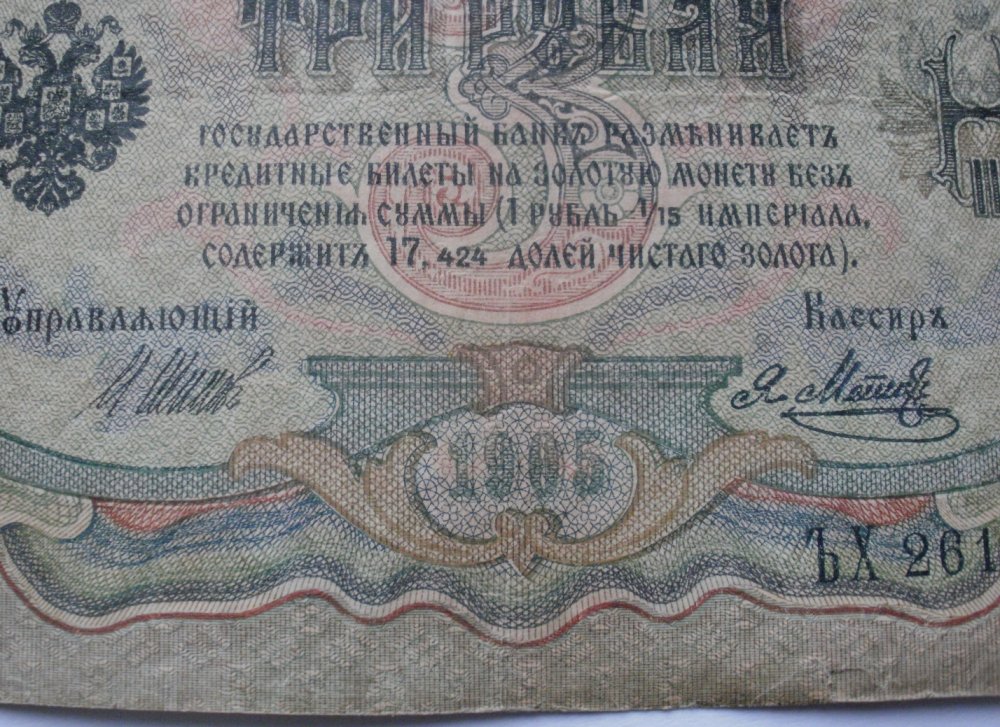 ТРИ РУБЛЯ
3
ГОСУДАРСТВЕННЫЙ БАНКЪ РАЗМѢНИВАЕТЪ
КРЕДИТНЫЕ БИЛЕТЫ НА ЗОЛОТУЮ МОНЕТУ БЕЗЪ
ОГРАНИЧЕНІЯ СУММЫ (1 РУБЛЬ = 1/15 ИМПЕРІАЛА,
СОДЕРЖИТЪ 17,424 ДОЛЕЙ ЧИСТАГО ЗОЛОТА).
Управляющій Кассиръ
1905
ЪХ 261